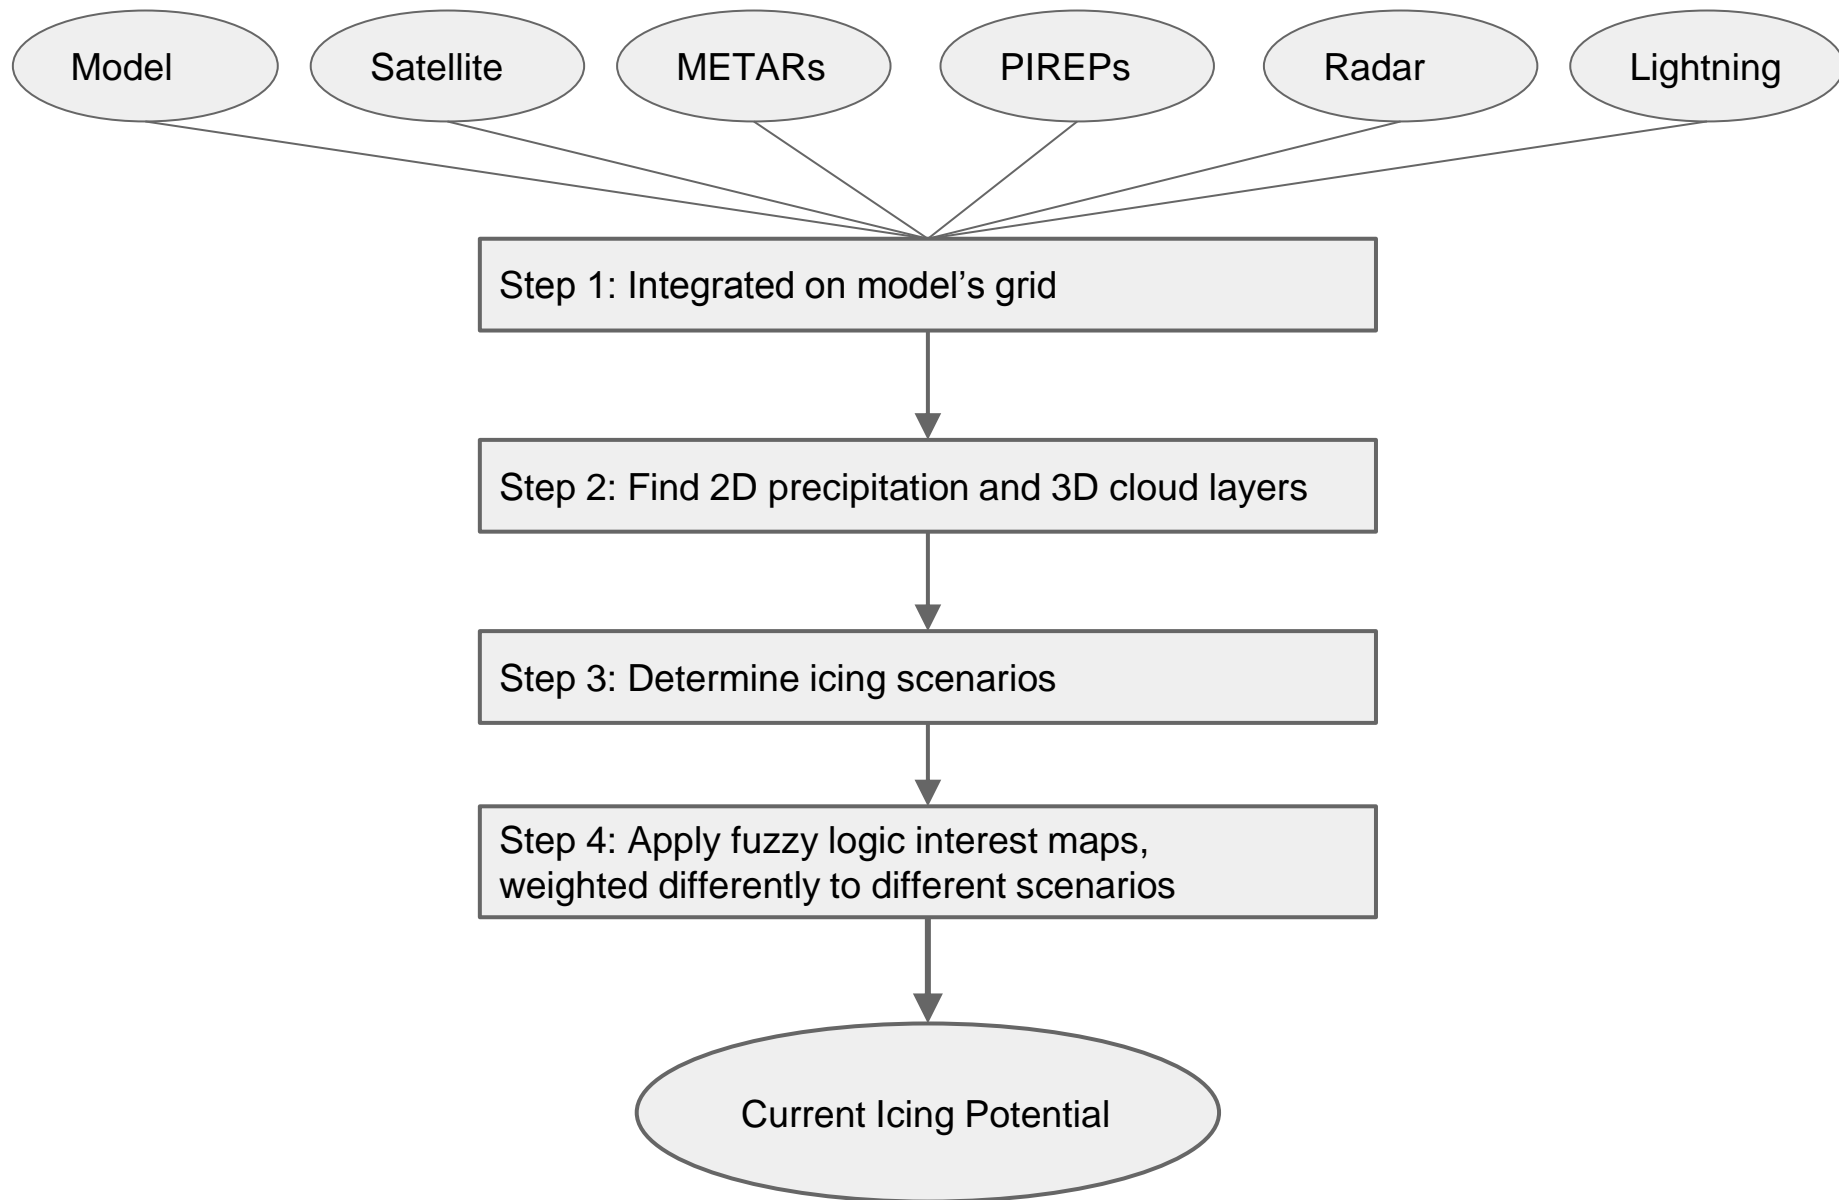 Model
Satellite
METARs
PIREPs
Radar
Lightning
Step 1: Integrated on model’s grid
Step 2: Find 2D precipitation and 3D cloud layers
Step 3: Determine icing scenarios
Step 4: Apply fuzzy logic interest maps,
weighted differently to different scenarios
Current Icing Potential